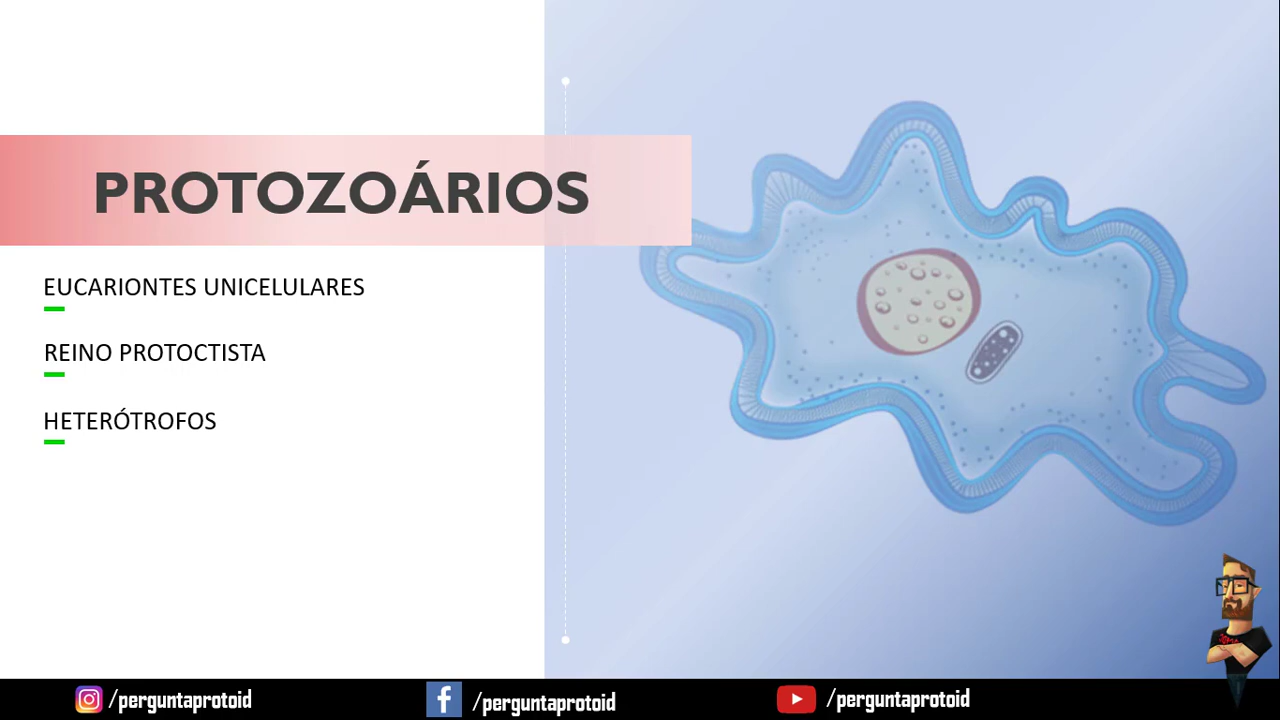 PROTOZOÁRIOS
EUCARIONTES UNICELULARES
REINO PROTOCTISTA
HETERÓTROFOS
/perguntaprotoid
/perguntaprotoid
/perguntaprotoid